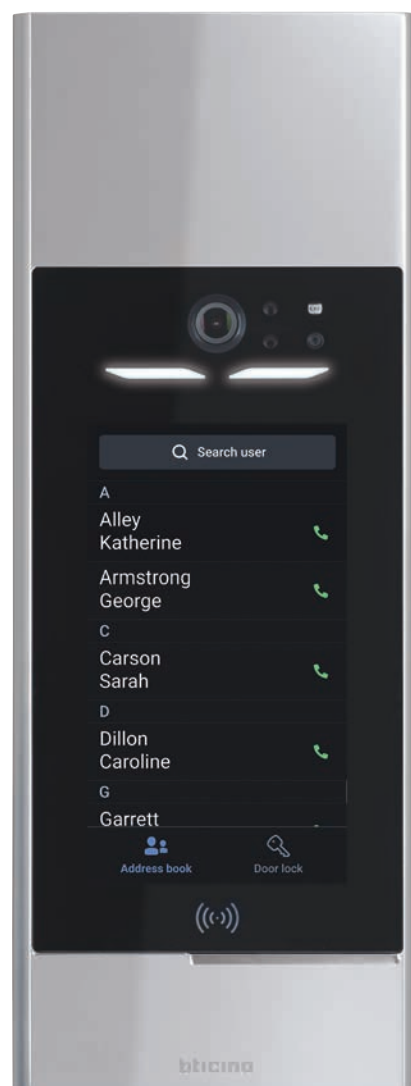 Search user
A
Alley
Katherine
Armstrong
George
C
Carson
Sarah
D
Dillon
Caroline
G
Garrett
Address book
Door lock
bticino